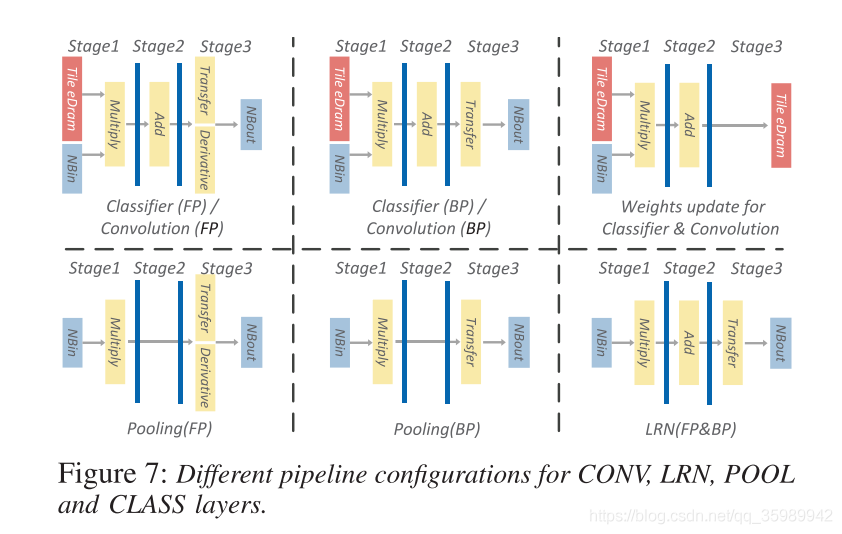 Stage1 Stage2 Stage3
Tile eDram
NBin
Multiply
Add
Transfer
Derivative
NBout
Classifier (FP) /
Convolution (FP)
Stage1 Stage2 Stage3
Tile eDram
NBin
Multiply
Add
Transfer
NBout
Classifier (BP) /
Convolution (BP)
Stage1 Stage2 Stage3
Tile eDram
NBin
Multiply
Add
Tile eDram
Weights update for
Classifier & Convolution
Stage1 Stage2 Stage3
NBin
Multiply
Transfer
Derivative
NBout
Pooling(FP)
Stage1 Stage2 Stage3
NBin
Multiply
Transfer
NBout
Pooling(BP)
Stage1 Stage2 Stage3
NBin
Multiply
Add
Transfer
NBout
LRN(FP&BP)
Figure 7: Different pipeline configurations for CONV, LRN, POOL
and CLASS layers.
https://blog.csdn.net/qq_35989942